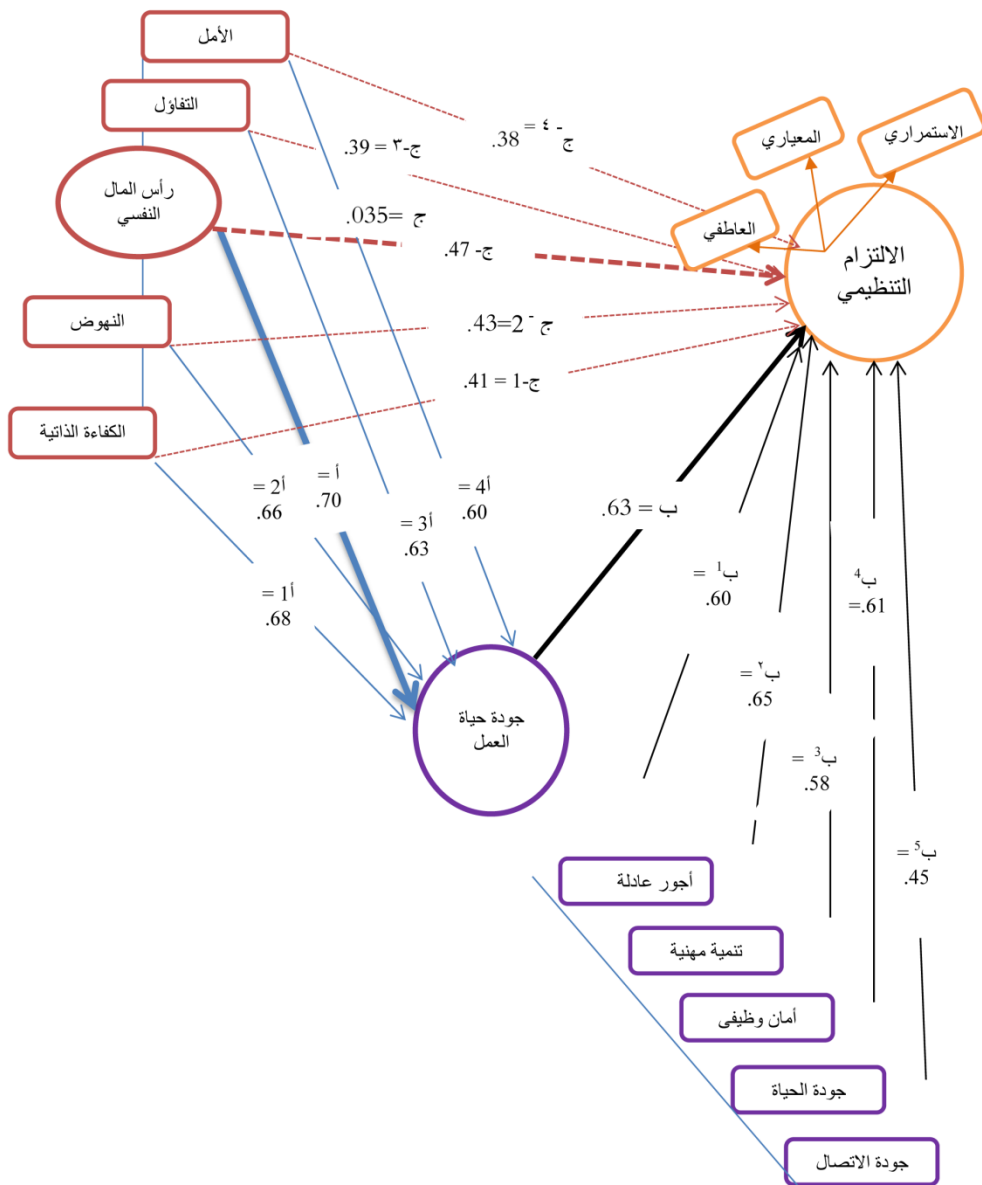 الأمل
التفاؤل
رأس المال
النفسي
النهوض
الكفاءة الذاتية
ج- ٤ = 38.
ج-٣ = 39.
ج = 035.
ج- 47.
ج - 2=43.
ج-1 = 41.
المعياري
الاستمراري
العاطفي
الالتزام
التنظيمي
أ2 =
66.
أ =
70.
أ3 =
63.
أ4 =
60.
أ1 =
68.
ب = 63.
ب1 =
60.
ب٢ =
65.
ب3 =
58.
ب4
=61.
ب5 =
45.
جودة حياة
العمل
أجور عادلة
تنمية مهنية
أمان وظيفى
جودة الحياة
جودة الاتصال